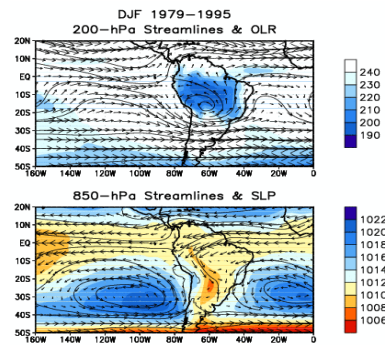 DJF 1979-1995
200-hPa Streamlines & OLR
20N
10N
EQ
10S
20S
30S
40S
50S
160W 140W 120W 100W 80W 60W 40W 20W 0
240
230
220
210
200
190
850-hPa Streamlines & SLP
20N
10N
EQ
10S
20S
30S
40S
50S
160W 140W 120W 100W 80W 60W 40W 20W 0
1022
1020
1018
1016
1014
1012
1010
1008
1006